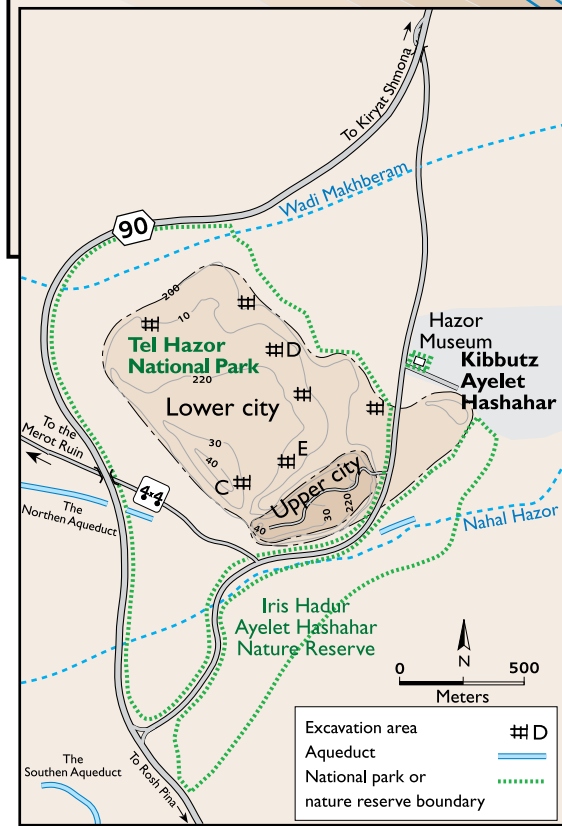 To Kiryat Shmona
Wadi Makhberam
90
200
10
Tel Hazor
National Park
D
220
Lower city
Hazor
Museum
Kibbutz
Ayelet
Hashahar
To the
Merot Ruin
4x4
The
Northen Aqueduct
30
40
E
C
Upper city
40
30
220
Nahal Hazor
Iris Hadur
Ayelet Hashahar
Nature Reserve
N
0 500
Meters
The
Southen Aqueduct
To Rosh Pina
Excavation area D
Aqueduct
National park or
nature reserve boundary